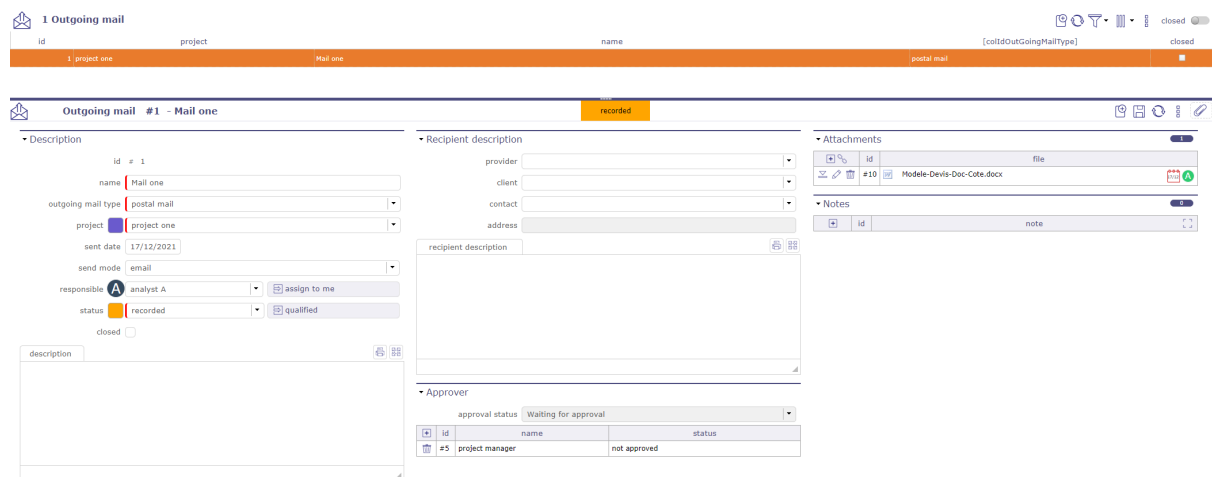 1 Outgoing mail
closed
id project name [colIdOutGoingMailType] closed
1 project one Mail one postal mail
Outgoing mail #1 - Mail one
recorded
Description
id # 1
name Mail one
outgoing mail type postal mail
project project one
sent date 17/12/2021
send mode email
responsible A analyst A assign to me
status recorded qualified
closed
description
Recipient description
provider
client
contact
address
recipient description
Approver
approval status Waiting for approval
id name status
#5 project manager not approved
Attachments 1
id file
#10 Modele-Devis-Doc-Cote.docx 17/12 A
Notes 0
id note